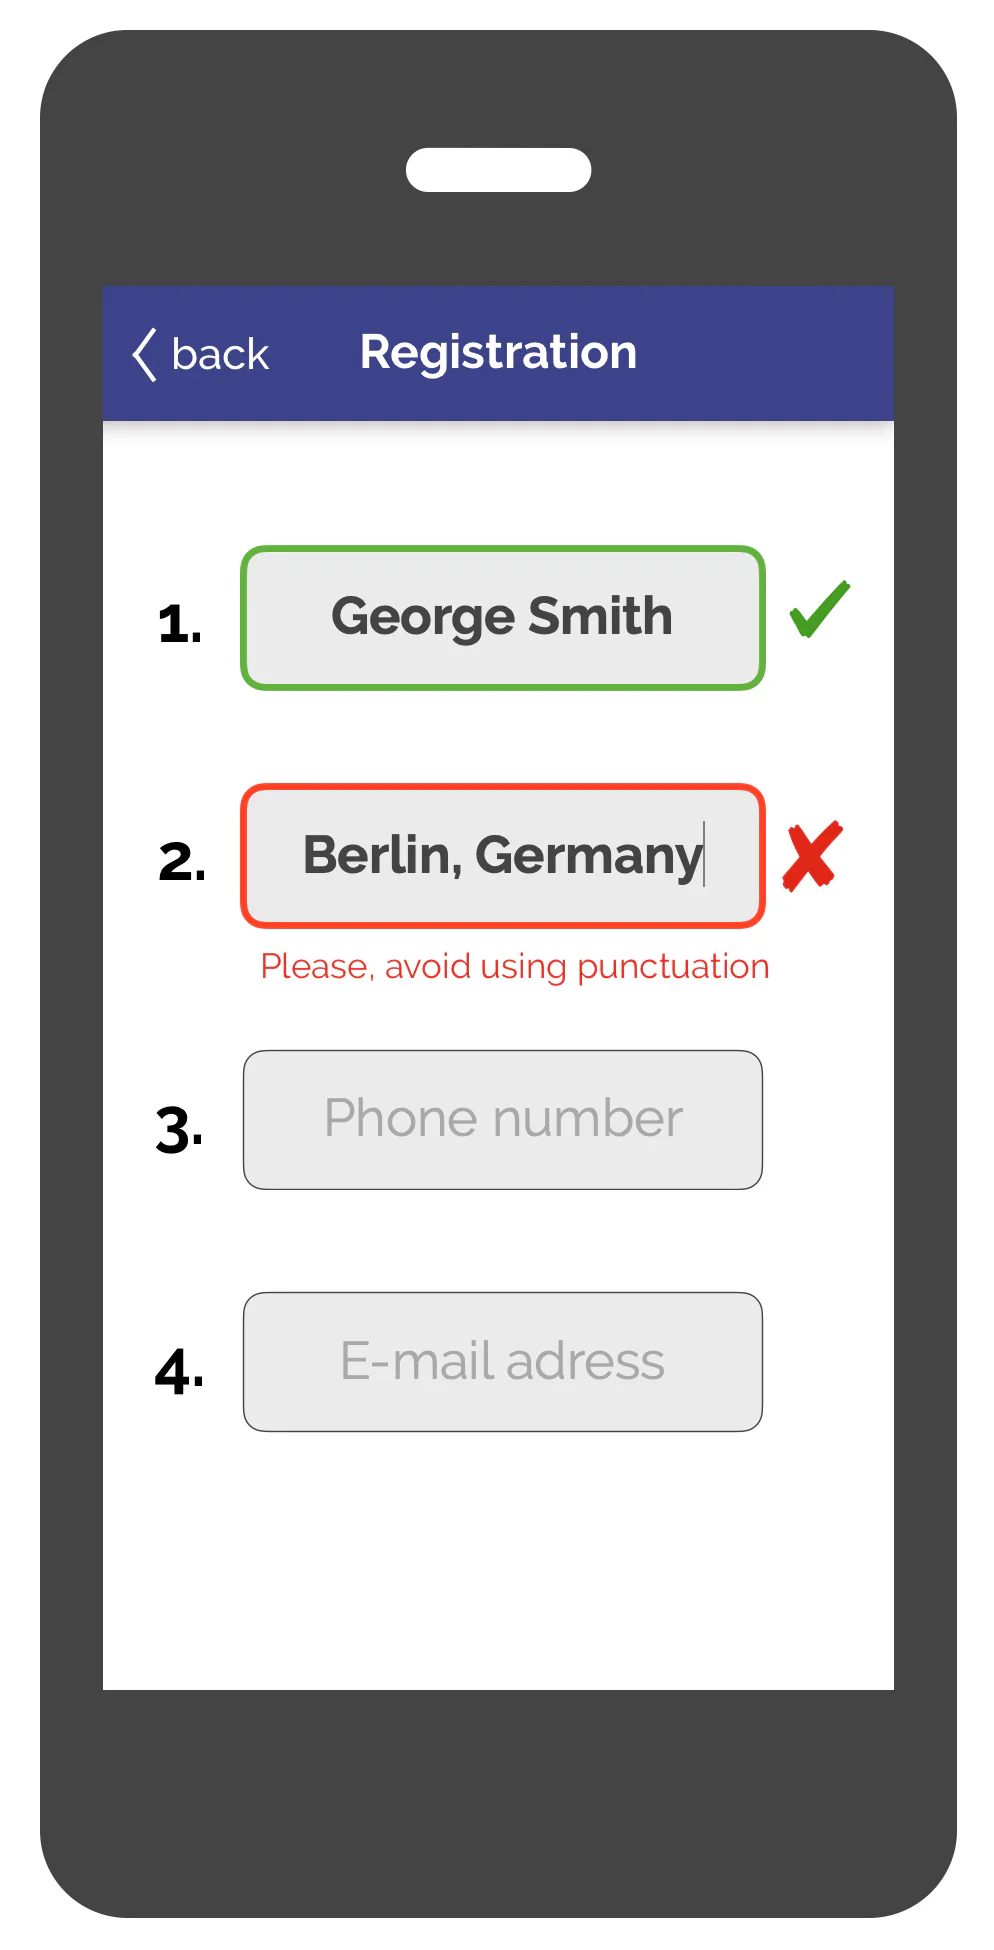 back
Registration
1.
George Smith
2.
Berlin, Germany
Please, avoid using punctuation
3.
Phone number
4.
E-mail adress